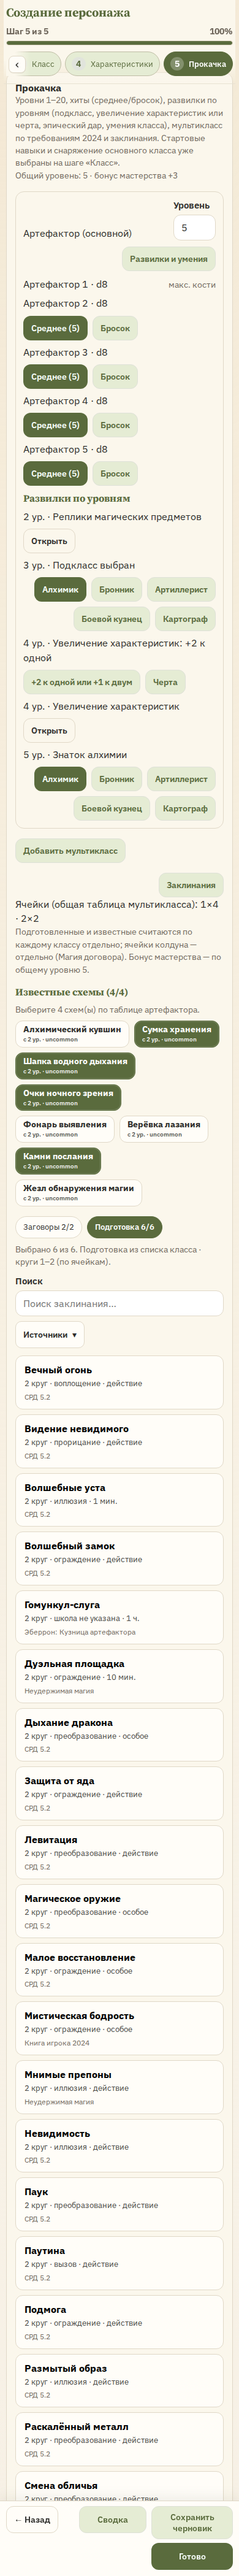 Создание персонажа
Шаг 5 из 5 100%
‹ Класс 4 Характеристики 5 Прокачка
Прокачка
Уровни 1–20, хиты (среднее/бросок), развилки по
уровням (подкласс, увеличение характеристик или
черта, эпический дар, умения класса), мультикласс
по требованиям 2024 и заклинания. Стартовые
навыки и снаряжение основного класса уже
выбраны на шаге «Класс».
Общий уровень: 5 · бонус мастерства +3
Уровень
Артефактор (основной) 5
Развилки и умения
Артефактор 1 · d8 макс. кости
Артефактор 2 · d8
Среднее (5) Бросок
Артефактор 3 · d8
Среднее (5) Бросок
Артефактор 4 · d8
Среднее (5) Бросок
Артефактор 5 · d8
Среднее (5) Бросок
Развилки по уровням
2 ур. · Реплики магических предметов
Открыть
3 ур. · Подкласс выбран
Алхимик Бронник Артиллерист
Боевой кузнец Картограф
4 ур. · Увеличение характеристик: +2 к
одной
+2 к одной или +1 к двум Черта
4 ур. · Увеличение характеристик
Открыть
5 ур. · Знаток алхимии
Алхимик Бронник Артиллерист
Боевой кузнец Картограф
Добавить мультикласс
Заклинания
Ячейки (общая таблица мультикласса): 1×4
· 2×2
Подготовленные и известные считаются по
каждому классу отдельно; ячейки колдуна —
отдельно (Магия договора). Бонус мастерства — по
общему уровню 5.
Известные схемы (4/4)
Выберите 4 схем(ы) по таблице артефактора.
Алхимический кувшин Сумка хранения
с 2 ур. · uncommon с 2 ур. · uncommon
Шапка водного дыхания
с 2 ур. · uncommon
Очки ночного зрения
с 2 ур. · uncommon
Фонарь выявления Верёвка лазания
с 2 ур. · uncommon с 2 ур. · uncommon
Камни послания
с 2 ур. · uncommon
Жезл обнаружения магии
с 2 ур. · uncommon
Заговоры 2/2 Подготовка 6/6
Выбрано 6 из 6. Подготовка из списка класса ·
круги 1–2 (по ячейкам).
Поиск
Поиск заклинания...
Источники ▾
Вечный огонь
2 круг · воплощение · действие
СРД 5.2
Видение невидимого
2 круг · прорицание · действие
СРД 5.2
Волшебные уста
2 круг · иллюзия · 1 мин.
СРД 5.2
Волшебный замок
2 круг · ограждение · действие
СРД 5.2
Гомункул-слуга
2 круг · школа не указана · 1 ч.
Эберрон: Кузница артефактора
Дуэльная площадка
2 круг · ограждение · 10 мин.
Неудержимая магия
Дыхание дракона
2 круг · преобразование · особое
СРД 5.2
Защита от яда
2 круг · ограждение · действие
СРД 5.2
Левитация
2 круг · преобразование · действие
СРД 5.2
Магическое оружие
2 круг · преобразование · особое
СРД 5.2
Малое восстановление
2 круг · ограждение · особое
СРД 5.2
Мистическая бодрость
2 круг · ограждение · особое
Книга игрока 2024
Мнимые препоны
2 круг · иллюзия · действие
Неудержимая магия
Невидимость
2 круг · иллюзия · действие
СРД 5.2
Паук
2 круг · преобразование · действие
СРД 5.2
Паутина
2 круг · вызов · действие
СРД 5.2
Подмога
2 круг · ограждение · действие
СРД 5.2
Размытый образ
2 круг · иллюзия · действие
СРД 5.2
Раскалённый металл
2 круг · преобразование · действие
СРД 5.2
Смена обличья
← Назад Сводка Сохранить
черновик
Готово